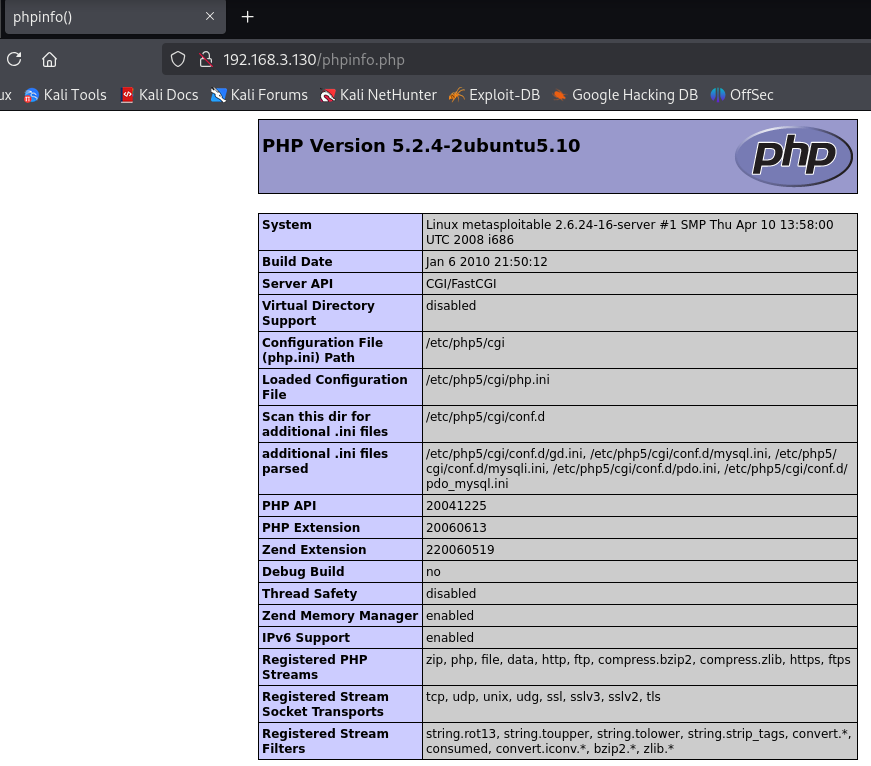 phpinfo()
192.168.3.130/phpinfo.php
ux Kali Tools Kali Docs Kali Forums Kali NetHunter Exploit-DB Google Hacking DB OffSec
PHP Version 5.2.4-2ubuntu5.10
php
System
Linux metasploitable 2.6.24-16-server #1 SMP Thu Apr 10 13:58:00
UTC 2008 i686
Build Date
Jan 6 2010 21:50:12
Server API
CGI/FastCGI
Virtual Directory
Support
disabled
Configuration File
(php.ini) Path
/etc/php5/cgi
Loaded Configuration
File
/etc/php5/cgi/php.ini
Scan this dir for
additional .ini files
/etc/php5/cgi/conf.d
additional .ini files
parsed
/etc/php5/cgi/conf.d/gd.ini, /etc/php5/cgi/conf.d/mysql.ini, /etc/php5/
cgi/conf.d/mysqli.ini, /etc/php5/cgi/conf.d/pdo.ini, /etc/php5/cgi/conf.d/
pdo_mysql.ini
PHP API
20041225
PHP Extension
20060613
Zend Extension
220060519
Debug Build
no
Thread Safety
disabled
Zend Memory Manager
enabled
IPv6 Support
enabled
Registered PHP
Streams
zip, php, file, data, http, ftp, compress.bzip2, compress.zlib, https, ftps
Registered Stream
Socket Transports
tcp, udp, unix, udg, ssl, sslv3, sslv2, tls
Registered Stream
Filters
string.rot13, string.toupper, string.tolower, string.strip_tags, convert.*,
consumed, convert.iconv.*, bzip2.*, zlib.*